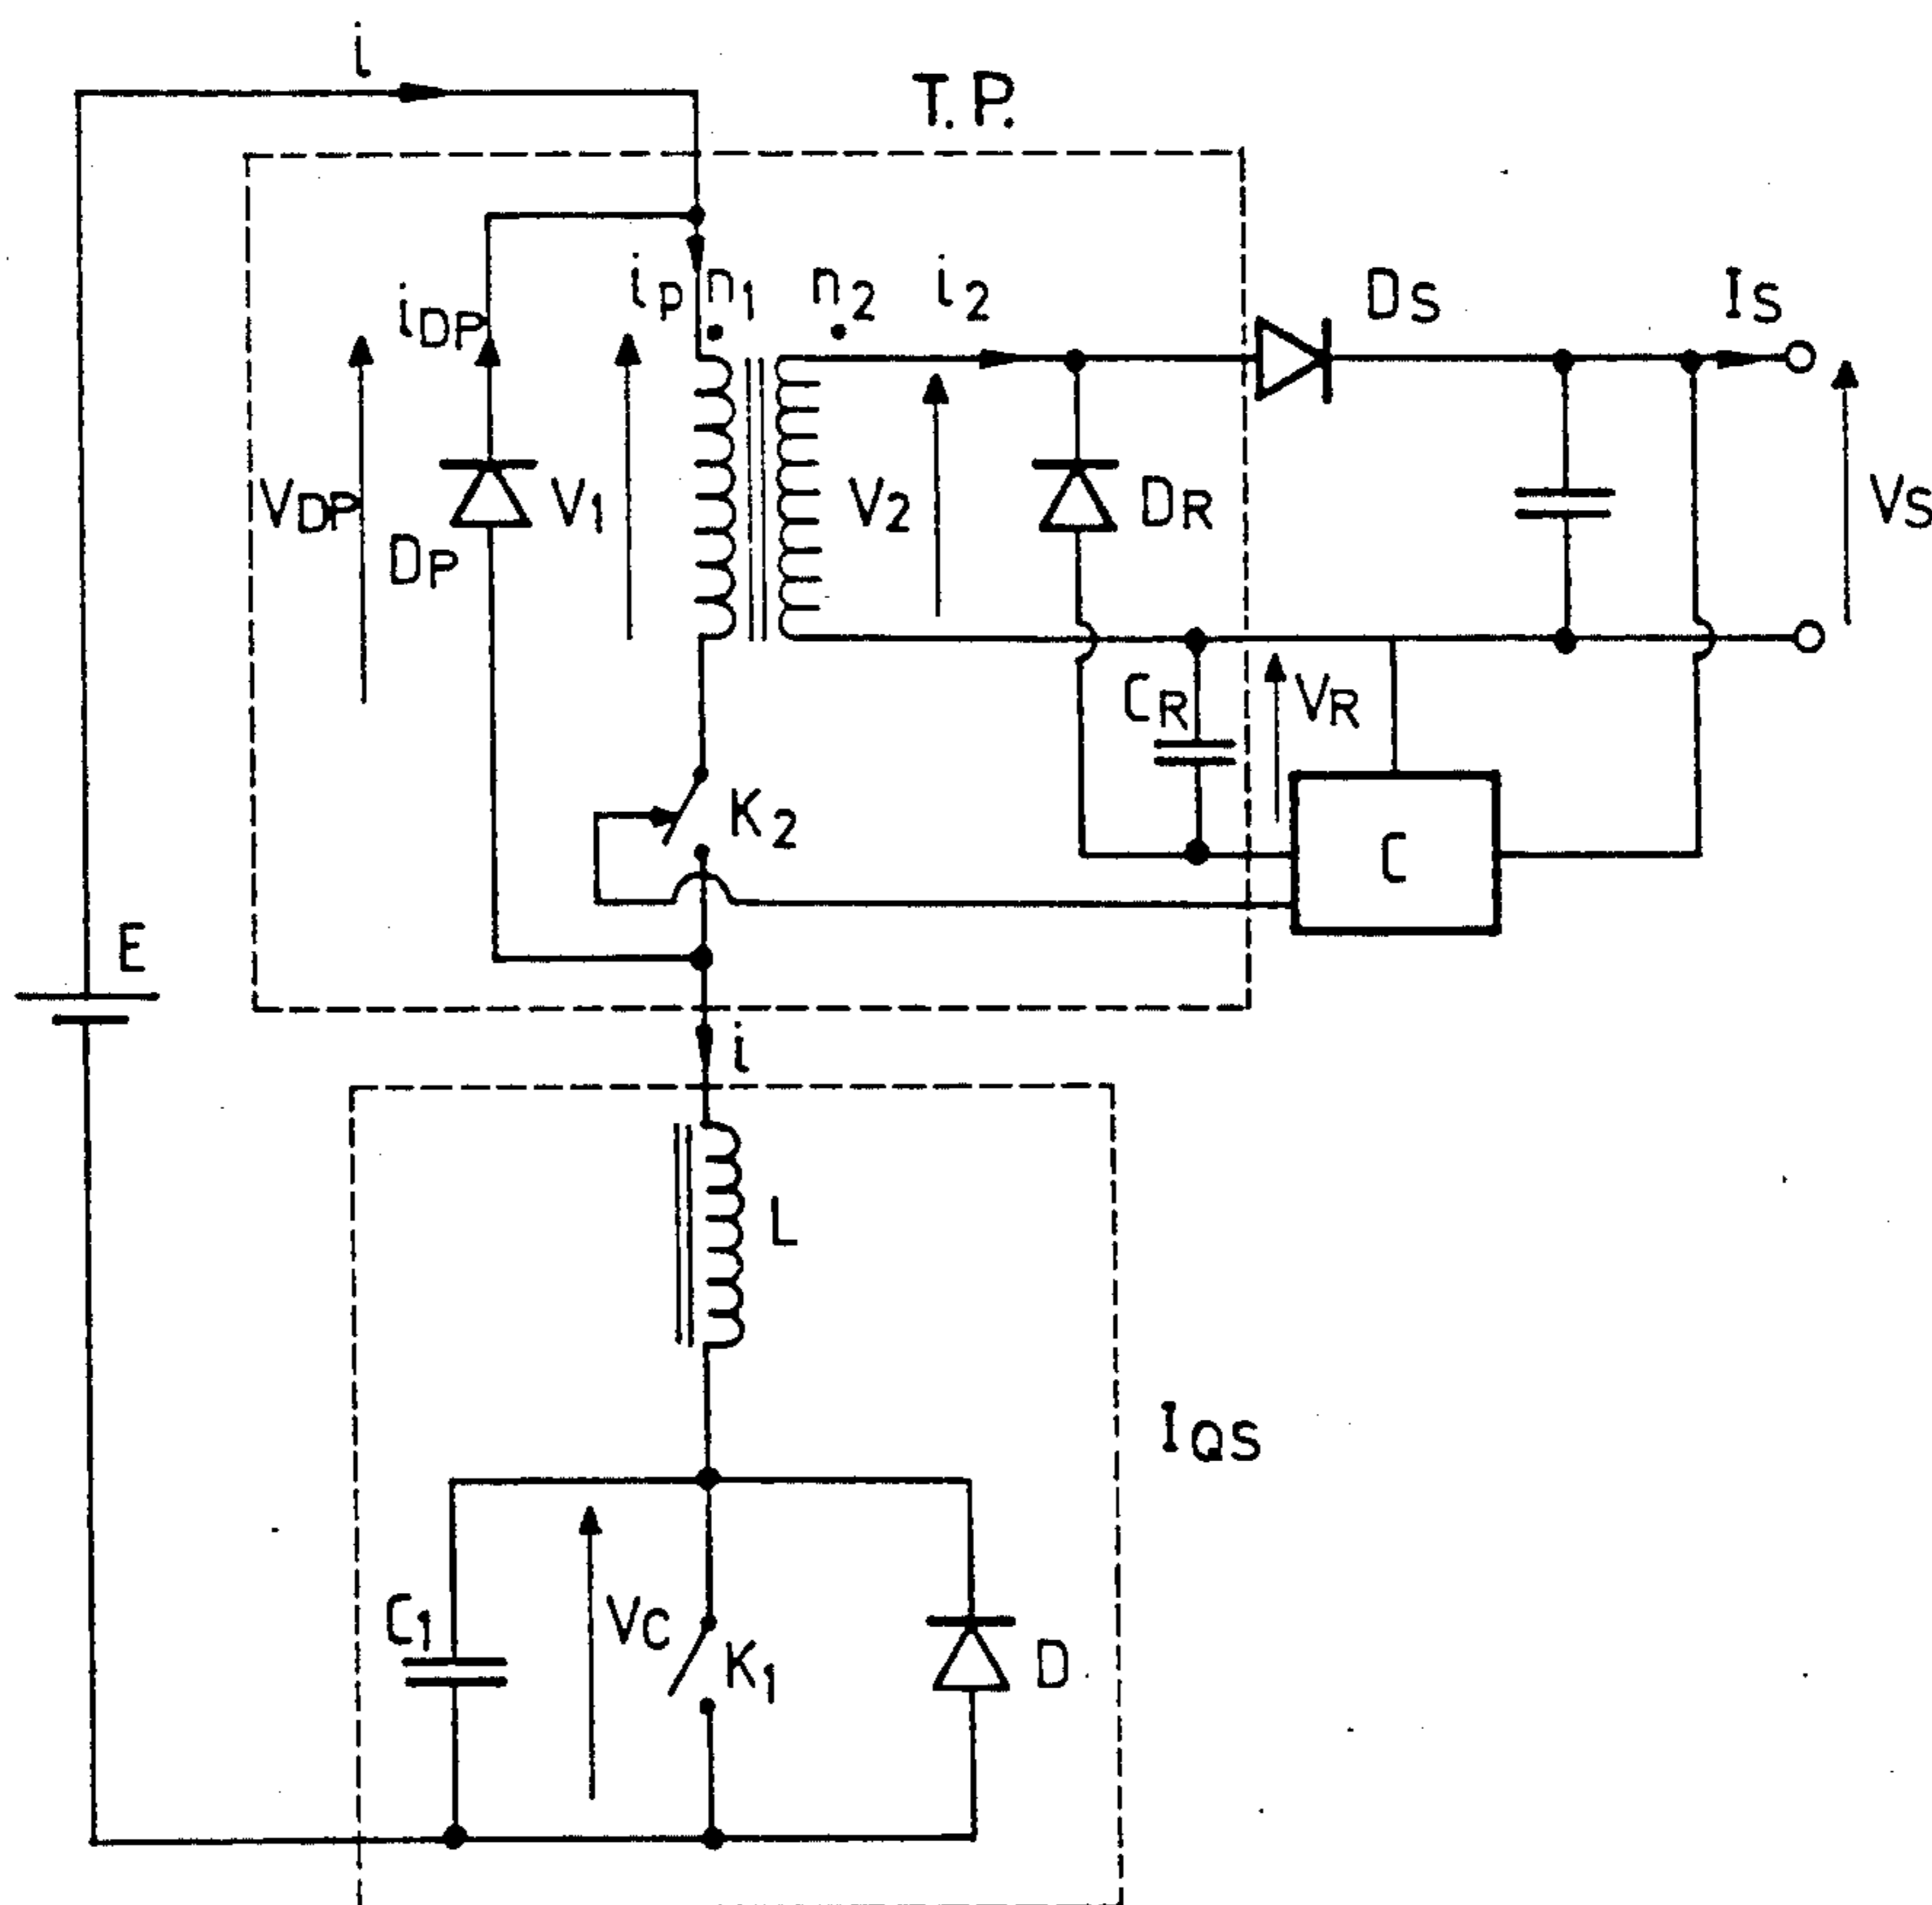 i
T.P.
iDP
iP
n1
n2
i2
DS
IS
VDP
DP
V1
V2
DR
VS
CR
VR
K2
C
E
i
L
IQS
C1
VC
K1
D